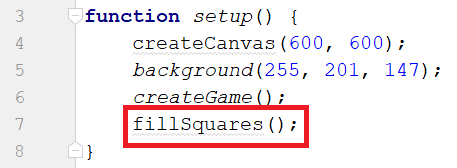 3 function setup() {
4 createCanvas(600, 600);
5 background(255, 201, 147);
6 createGame();
7 fillSquares();
8 }